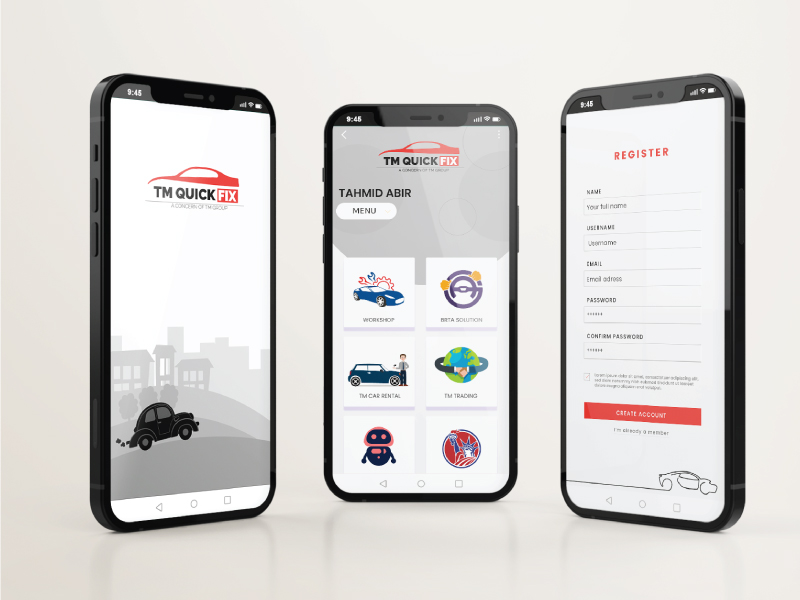 9:45
TM QUICK FIX
A CONCERN OF TM GROUP
9:45
TM QUICK FIX
A CONCERN OF TM GROUP
TAHMID ABIR
MENU
WORKSHOP
BRTA SOLUTION
TM CAR RENTAL
TM TRADING
9:45
REGISTER
NAME
Your full name
USERNAME
Username
EMAIL
Email adress
PASSWORD
******
CONFIRM PASSWORD
******
CREATE ACCOUNT
I'm already a member